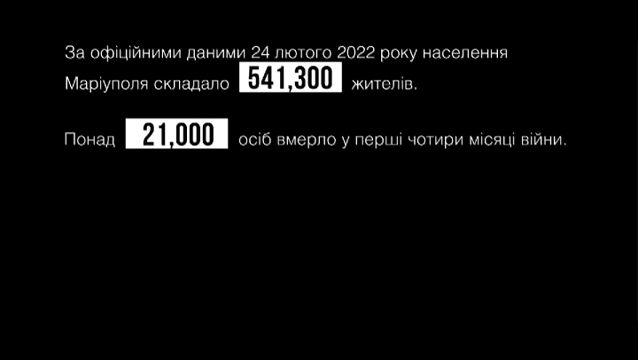 За офіційними даними 24 лютого 2022 року населення
Маріуполя складало 541,300 жителів.
Понад 21,000 осіб вмерло у перші чотири місяці війни.